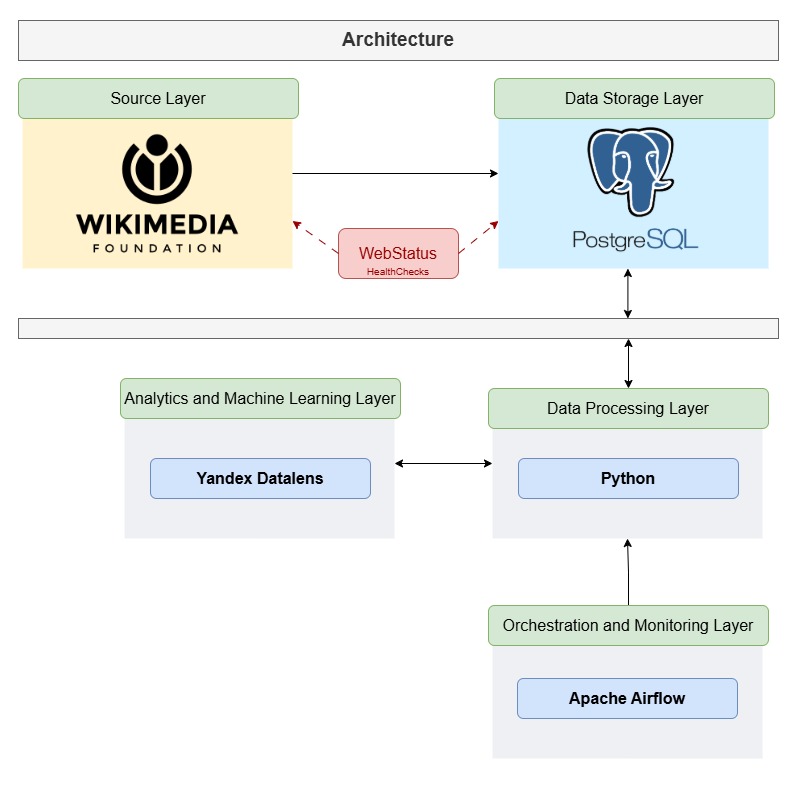 Architecture
Source Layer
Data Storage Layer
WIKIMEDIA
FOUNDATION
PostgreSQL
WebStatus
HealthChecks
Analytics and Machine Learning Layer
Data Processing Layer
Yandex Datalens
Python
Orchestration and Monitoring Layer
Apache Airflow